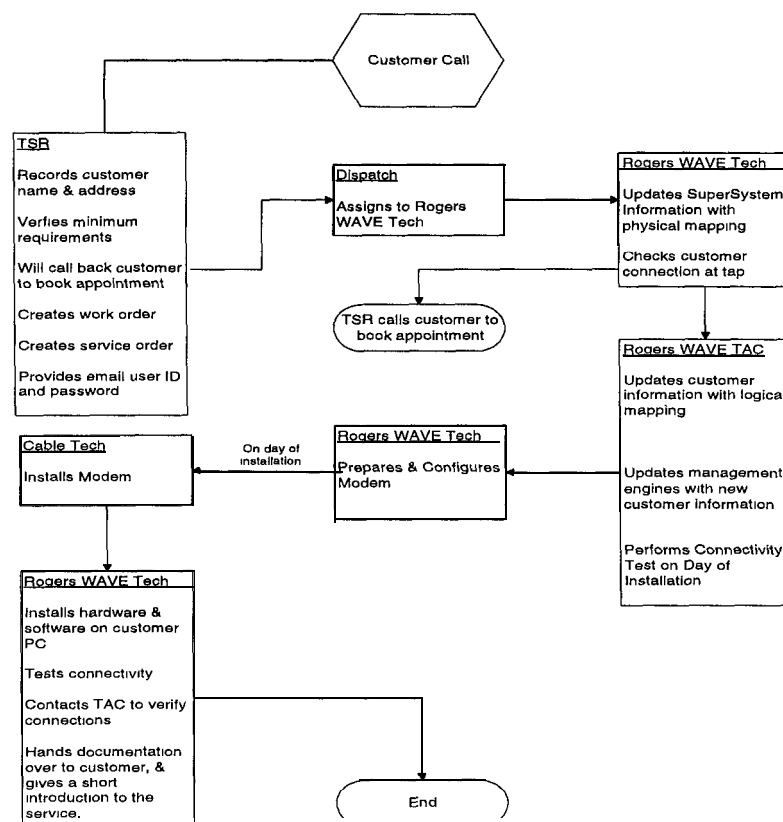 Customer Call
TSR
Records customer
name & address
Verfies minimum
requirements
Will call back customer
to book appointment
Creates work order
Creates service order
Provides email user ID
and password
Dispatch
Assigns to Rogers
WAVE Tech
Rogers WAVE Tech
Updates SuperSystem
Information with
physical mapping
Checks customer
connection at tap
TSR calls customer to
book appointment
Rogers WAVE TAC
Updates customer
information with logical
mapping
Updates management
engines with new
customer information
Performs Connectivity
Test on Day of
Installation
Rogers WAVE Tech
Prepares & Configures
Modem
On day of
installation
Cable Tech
Installs Modem
Rogers WAVE Tech
Installs hardware &
software on customer
PC
Tests connectivity
Contacts TAC to verify
connections
Hands documentation
over to customer, &
gives a short
introduction to the
service.
End